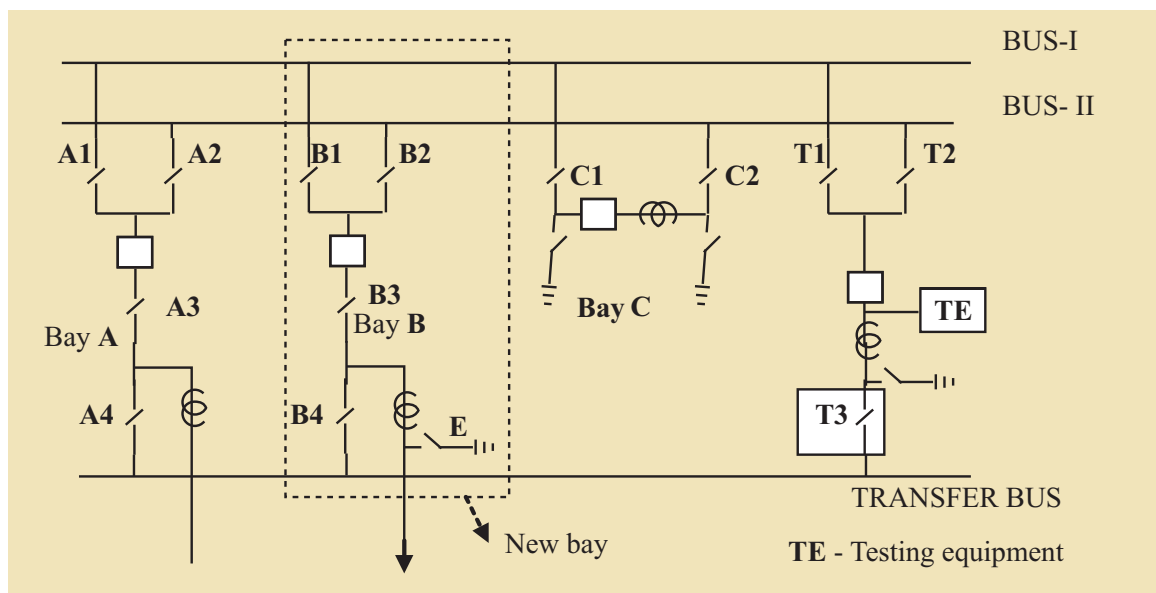 BUS-I
BUS- II
A1 A2 B1 B2 C1 C2 T1 T2
A3 B3 Bay C TE
Bay A Bay B
A4 B4 E T3
TRANSFER BUS
New bay
TE - Testing equipment